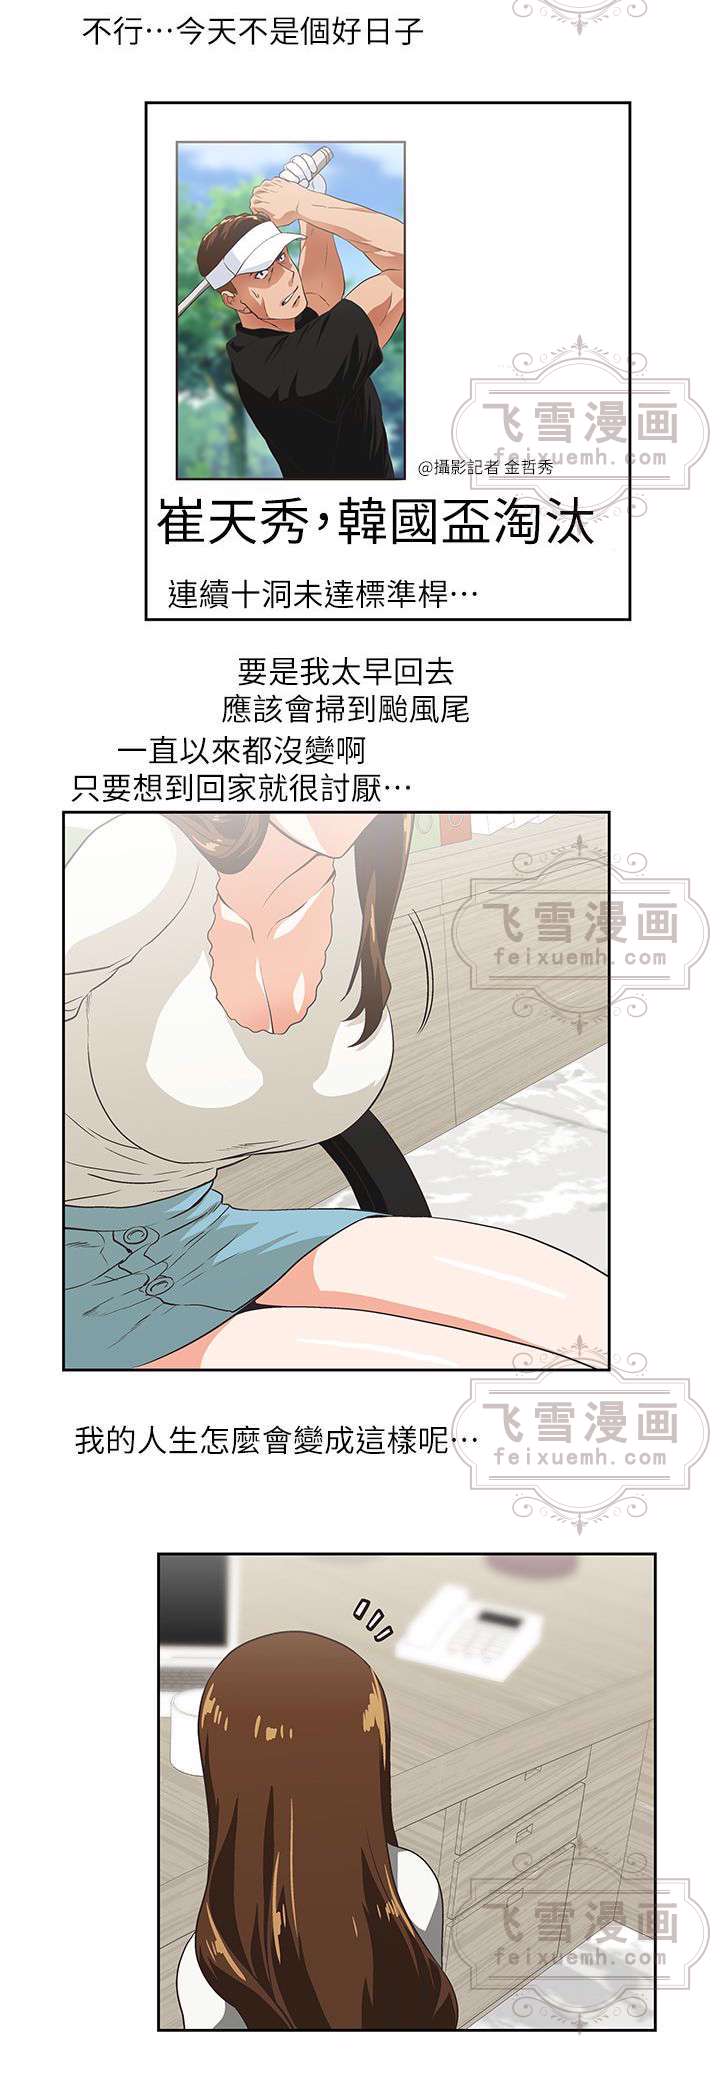 不行…今天不是個好日子
飞雪漫画
feixuemh.com
@攝影記者 金哲秀
崔天秀，韓國盃淘汰
連續十洞未達標準桿…
要是我太早回去
應該會掃到颱風尾
一直以來都沒變啊
只要想到回家就很討厭…
飞雪漫画
feixuemh.com
飞雪漫画
feixuemh.com
我的人生怎麼會變成這樣呢…
飞雪漫画
feixuemh.com